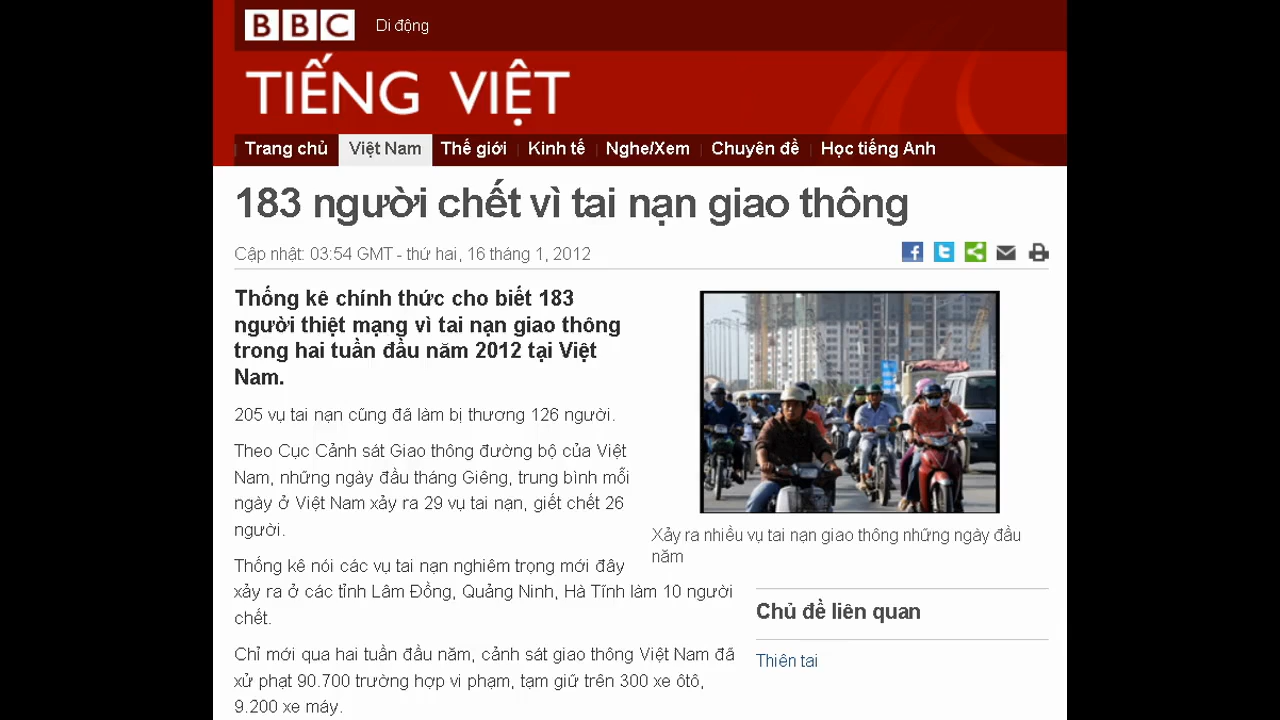 BBC Di động
TIẾNG VIỆT
Trang chủ Việt Nam Thế giới Kinh tế Nghe/Xem Chuyên đề Học tiếng Anh
183 người chết vì tai nạn giao thông
Cập nhật: 03:54 GMT - thứ hai, 16 tháng 1, 2012
Thống kê chính thức cho biết 183
người thiệt mạng vì tai nạn giao thông
trong hai tuần đầu năm 2012 tại Việt
Nam.
205 vụ tai nạn cũng đã làm bị thương 126 người.
Theo Cục Cảnh sát Giao thông đường bộ của Việt
Nam, những ngày đầu tháng Giêng, trung bình mỗi
ngày ở Việt Nam xảy ra 29 vụ tai nạn, giết chết 26
người.
Thống kê nói các vụ tai nạn nghiêm trọng mới đây
xảy ra ở các tỉnh Lâm Đồng, Quảng Ninh, Hà Tĩnh làm 10 người
chết.
Chỉ mới qua hai tuần đầu năm, cảnh sát giao thông Việt Nam đã
xử phạt 90.700 trường hợp vi phạm, tạm giữ trên 300 xe ôtô,
9.200 xe máy.
Xảy ra nhiều vụ tai nạn giao thông những ngày đầu
năm
Chủ đề liên quan
Thiên tai